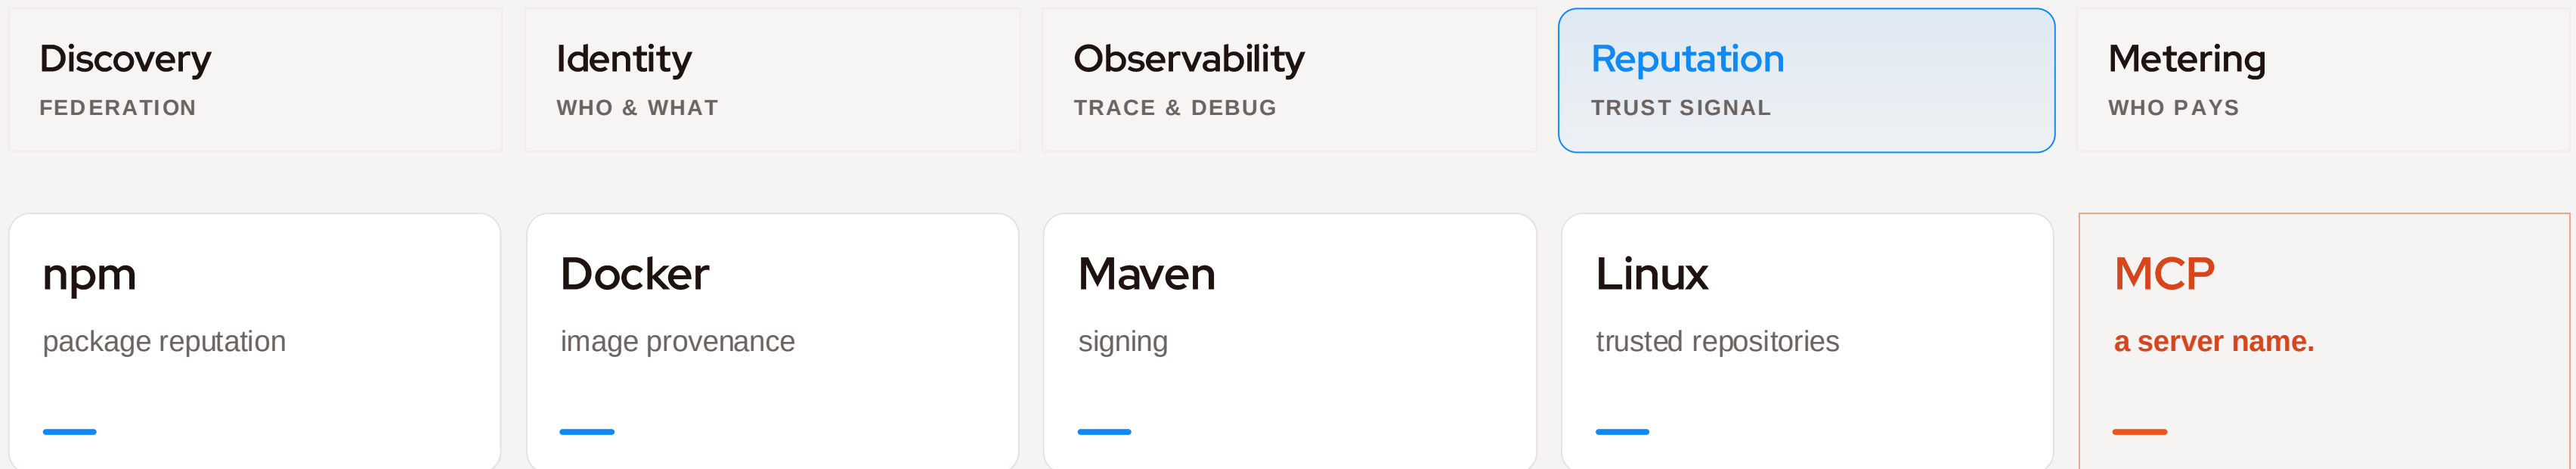 Discovery
FEDERATION
Identity
WHO & WHAT
Observability
TRACE & DEBUG
Reputation
TRUST SIGNAL
Metering
WHO PAYS
npm
package reputation
Docker
image provenance
Maven
signing
Linux
trusted repositories
MCP
a server name.